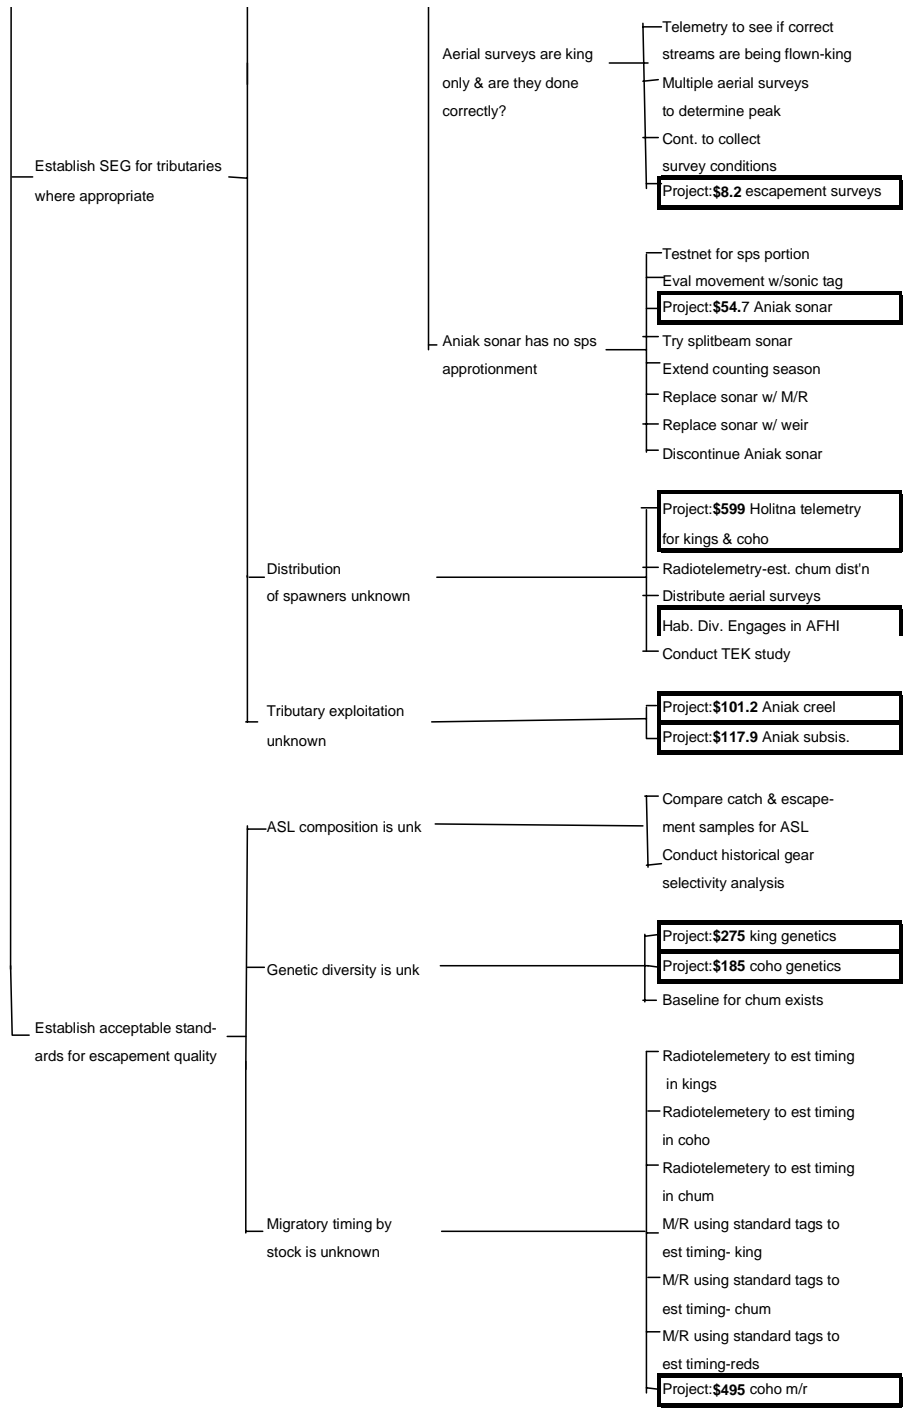 Telemetry to see if correct
streams are being flown-king
Aerial surveys are king
only & are they done
correctly?
Multiple aerial surveys
to determine peak
Cont. to collect
survey conditions
Project:$8.2 escapement surveys
Establish SEG for tributaries
where appropriate
Testnet for sps portion
Eval movement w/sonic tag
Project:$54.7 Aniak sonar
Aniak sonar has no sps
approtionment
Try splitbeam sonar
Extend counting season
Replace sonar w/ M/R
Replace sonar w/ weir
Discontinue Aniak sonar
Project:$599 Holitna telemetry
for kings & coho
Distribution
of spawners unknown
Radiotelemetry-est. chum dist'n
Distribute aerial surveys
Hab. Div. Engages in AFHI
Conduct TEK study
Tributary exploitation
unknown
Project:$101.2 Aniak creel
Project:$117.9 Aniak subsis.
ASL composition is unk
Compare catch & escape-
ment samples for ASL
Conduct historical gear
selectivity analysis
Genetic diversity is unk
Project:$275 king genetics
Project:$185 coho genetics
Baseline for chum exists
Establish acceptable stand-
ards for escapement quality
Migratory timing by
stock is unknown
Radiotelemetery to est timing
in kings
Radiotelemetery to est timing
in coho
Radiotelemetery to est timing
in chum
M/R using standard tags to
est timing- king
M/R using standard tags to
est timing- chum
M/R using standard tags to
est timing-reds
Project:$495 coho m/r